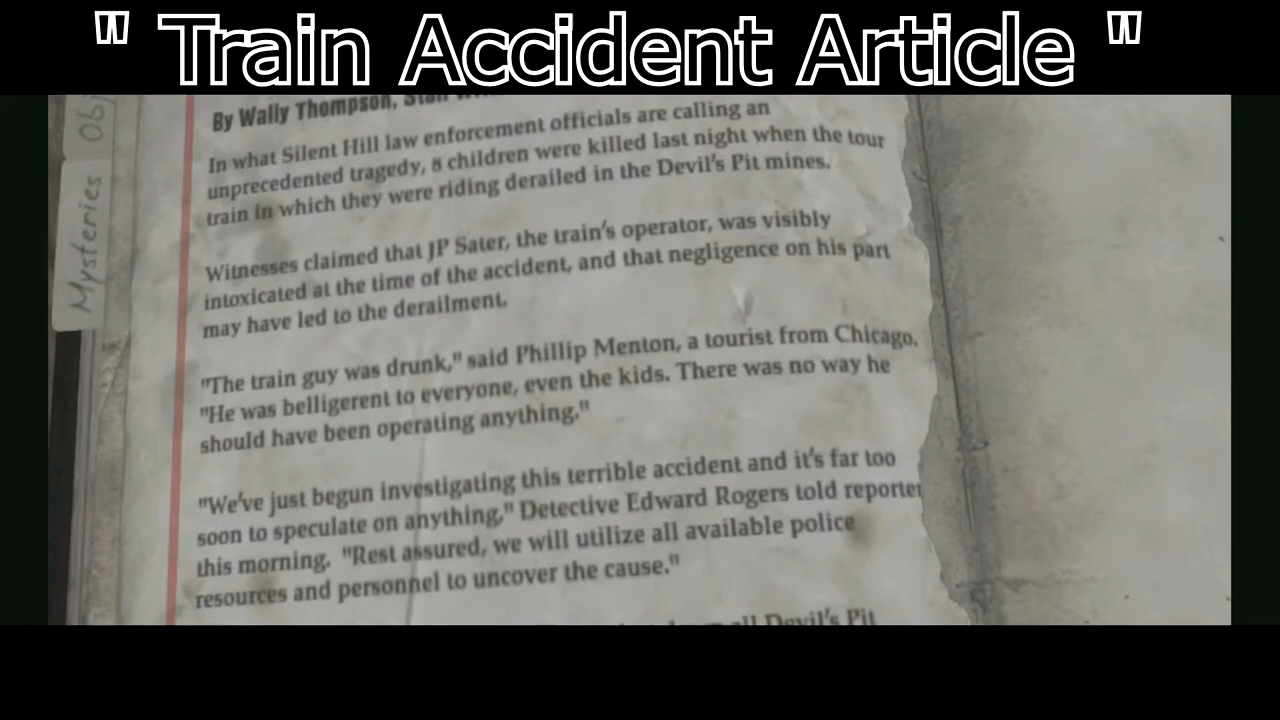 " Train Accident Article "
By Wally Thompson,
In what Silent Hill law enforcement officials are calling an
unprecedented tragedy, 8 children were killed last night when the tour
train in which they were riding derailed in the Devil's Pit mines.
Witnesses claimed that JP Sater, the train's operator, was visibly
intoxicated at the time of the accident, and that negligence on his part
may have led to the derailment.
"The train guy was drunk," said Phillip Menton, a tourist from Chicago.
"He was belligerent to everyone, even the kids. There was no way he
should have been operating anything."
"We've just begun investigating this terrible accident and it's far too
soon to speculate on anything," Detective Edward Rogers told reporter
this morning. "Rest assured, we will utilize all available police
resources and personnel to uncover the cause."
Devil's Pit
Mysteries
Obj